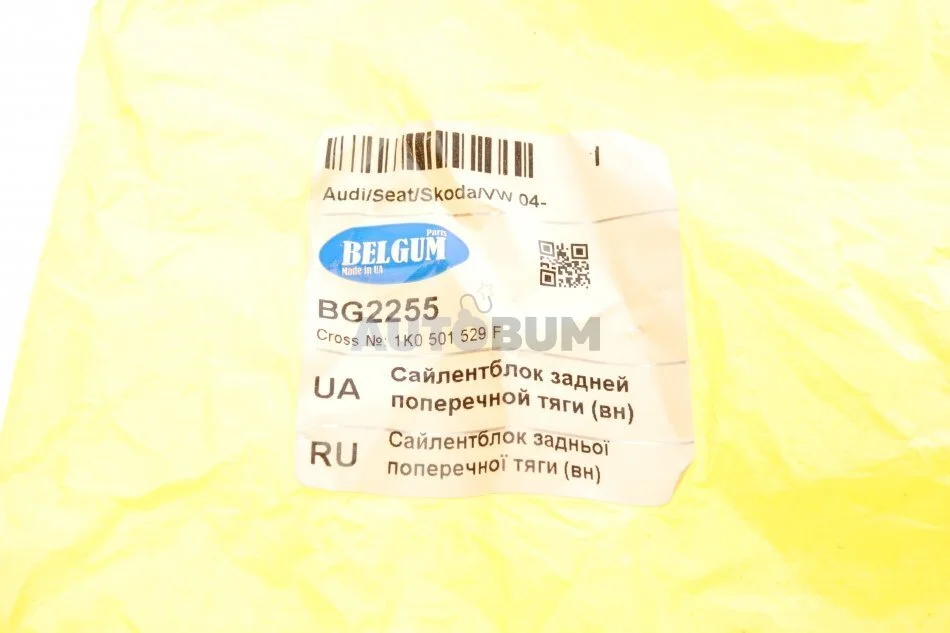 Audi/Seat/Skoda/VW 04-
Parts
BELGUM
Made in UA
BG2255
AUTOBUM
Cross №: 1K0 501 529 F
UA
Сайлентблок задней
поперечной тяги (вн)
RU
Сайлентблок задньої
поперечної тяги (вн)